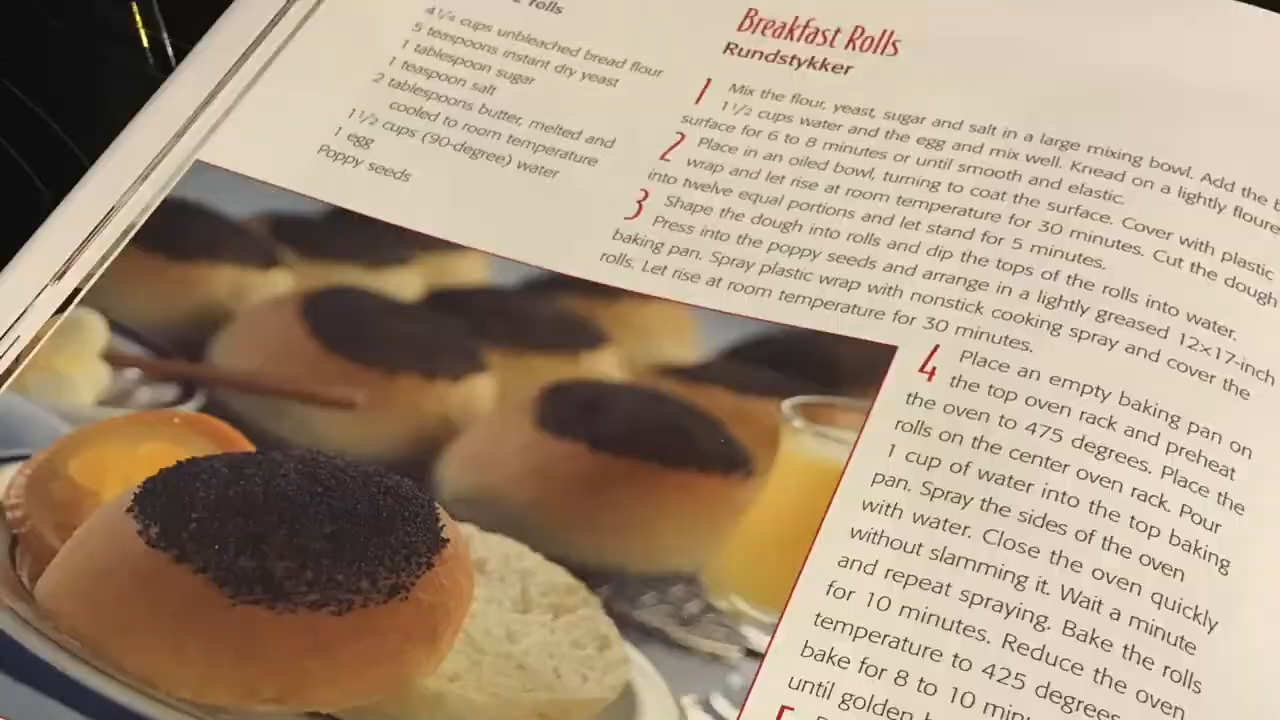 rolls
4 1/4 cups unbleached bread flour
5 teaspoons instant dry yeast
1 tablespoon sugar
1 teaspoon salt
2 tablespoons butter, melted and
cooled to room temperature
1 1/2 cups (90-degree) water
1 egg
Poppy seeds
Breakfast Rolls
Rundstykker
1 Mix the flour, yeast, sugar and salt in a large mixing bowl. Add the
1 1/2 cups water and the egg and mix well. Knead on a lightly floure
surface for 6 to 8 minutes or until smooth and elastic.
2 Place in an oiled bowl, turning to coat the surface. Cover with plastic
wrap and let rise at room temperature for 30 minutes. Cut the dough
into twelve equal portions and let stand for 5 minutes.
3 Shape the dough into rolls and dip the tops of the rolls into water.
Press into the poppy seeds and arrange in a lightly greased 12×17-inch
baking pan. Spray plastic wrap with nonstick cooking spray and cover the
rolls. Let rise at room temperature for 30 minutes.
4 Place an empty baking pan on
the top oven rack and preheat
the oven to 475 degrees. Place the
rolls on the center oven rack. Pour
1 cup of water into the top baking
pan. Spray the sides of the oven
with water. Close the oven quickly
without slamming it. Wait a minute
and repeat spraying. Bake the rolls
for 10 minutes. Reduce the oven
temperature to 425 degrees
bake for 8 to 10
until golden